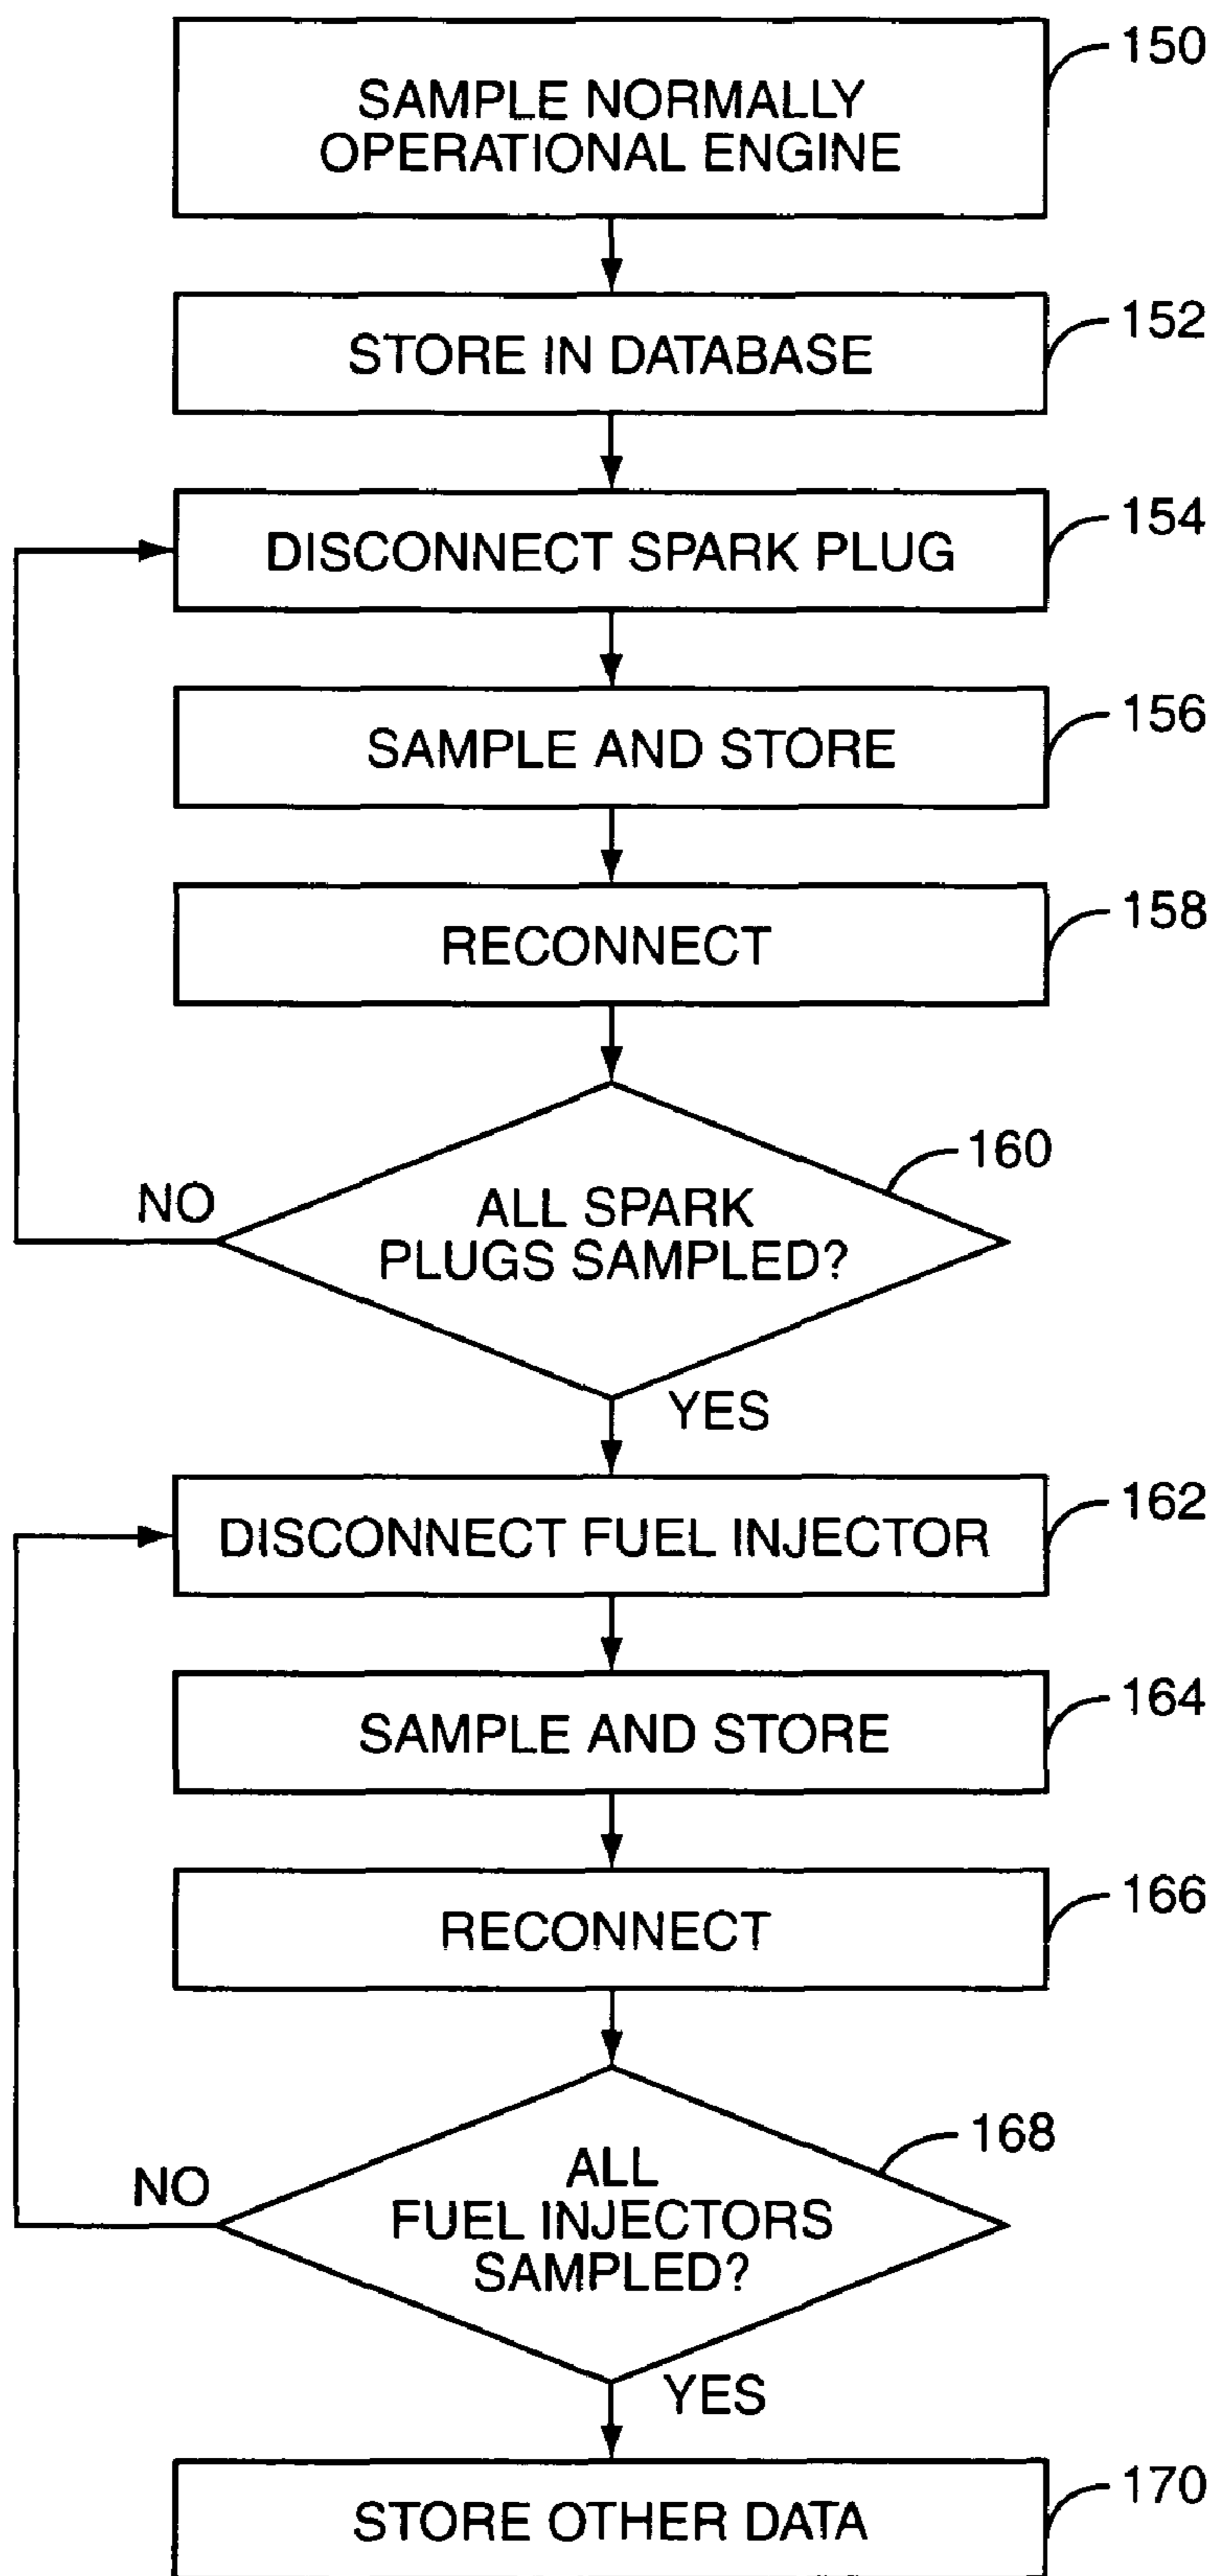 150
SAMPLE NORMALLY
OPERATIONAL ENGINE
152
STORE IN DATABASE
154
DISCONNECT SPARK PLUG
156
SAMPLE AND STORE
158
RECONNECT
160
ALL SPARK
PLUGS SAMPLED?
NO
YES
162
DISCONNECT FUEL INJECTOR
164
SAMPLE AND STORE
166
RECONNECT
168
ALL
FUEL INJECTORS
SAMPLED?
NO
YES
170
STORE OTHER DATA